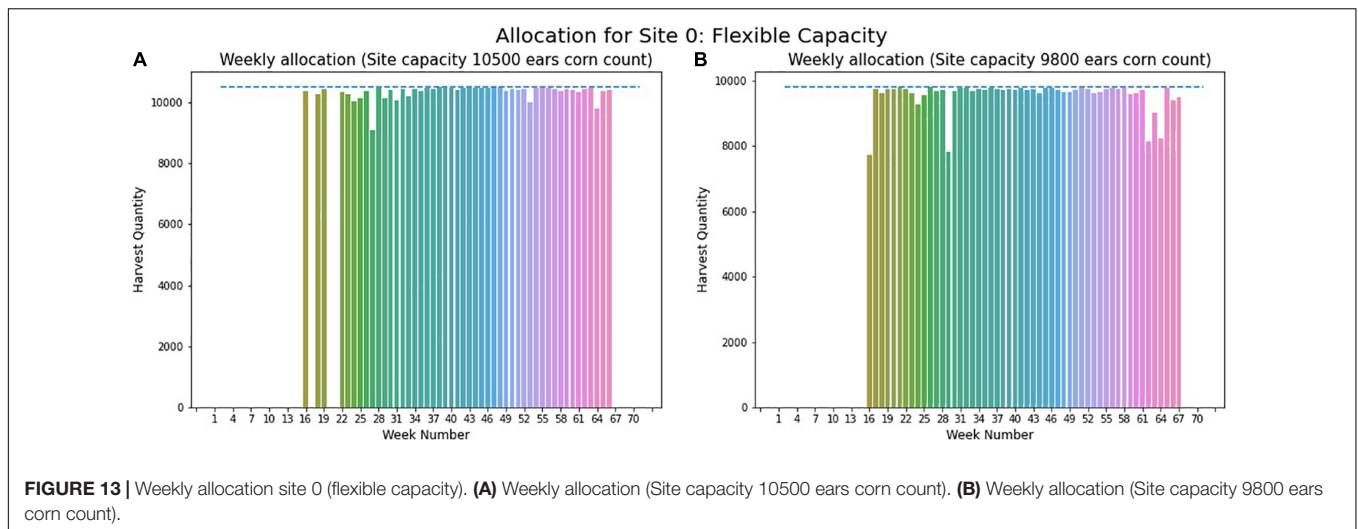 Allocation for Site 0: Flexible Capacity
A
Weekly allocation (Site capacity 10500 ears corn count)
Harvest Quantity
10000
8000
6000
4000
2000
0
1 4 7 10 13 16 19 22 25 28 31 34 37 40 43 46 49 52 55 58 61 64 67 70
Week Number
B
Weekly allocation (Site capacity 9800 ears corn count)
Harvest Quantity
10000
8000
6000
4000
2000
0
1 4 7 10 13 16 19 22 25 28 31 34 37 40 43 46 49 52 55 58 61 64 67 70
Week Number
FIGURE 13 | Weekly allocation site 0 (flexible capacity). (A) Weekly allocation (Site capacity 10500 ears corn count). (B) Weekly allocation (Site capacity 9800 ears
corn count).